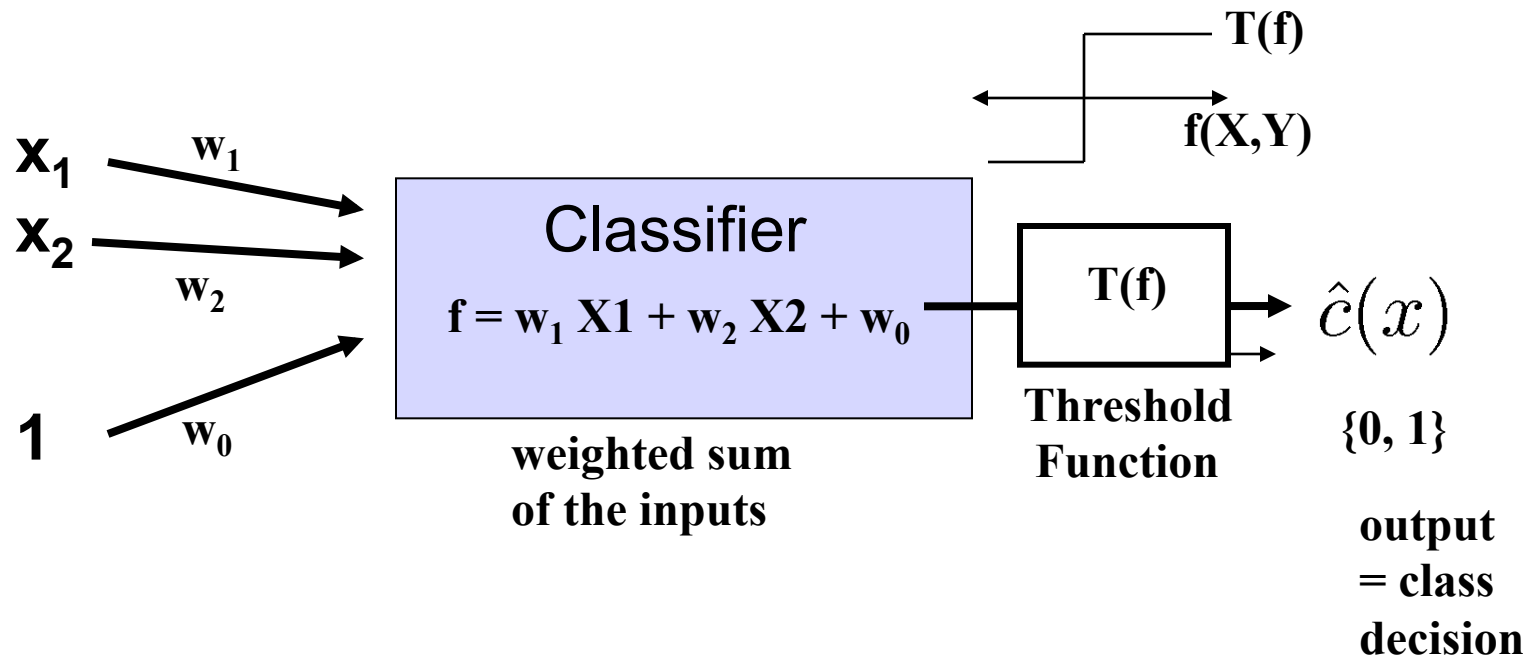 T(f)
f(X,Y)
x₁
w₁
x₂
w₂
1
w₀
Classifier
f = w₁ X1 + w₂ X2 + w₀
weighted sum
of the inputs
T(f)
Threshold
Function
ĉ(x)
{0, 1}
output
= class
decision